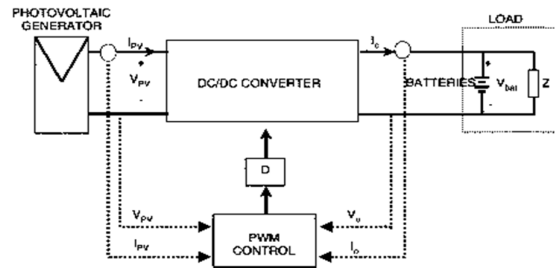 PHOTOVOLTAIC
GENERATOR
LOAD
I_PV
I_o
+
V_PV
-
DC/DC CONVERTER
BATTERIES
+
V_bat
-
Z
D
V_PV
V_o
PWM
CONTROL
I_PV
I_o